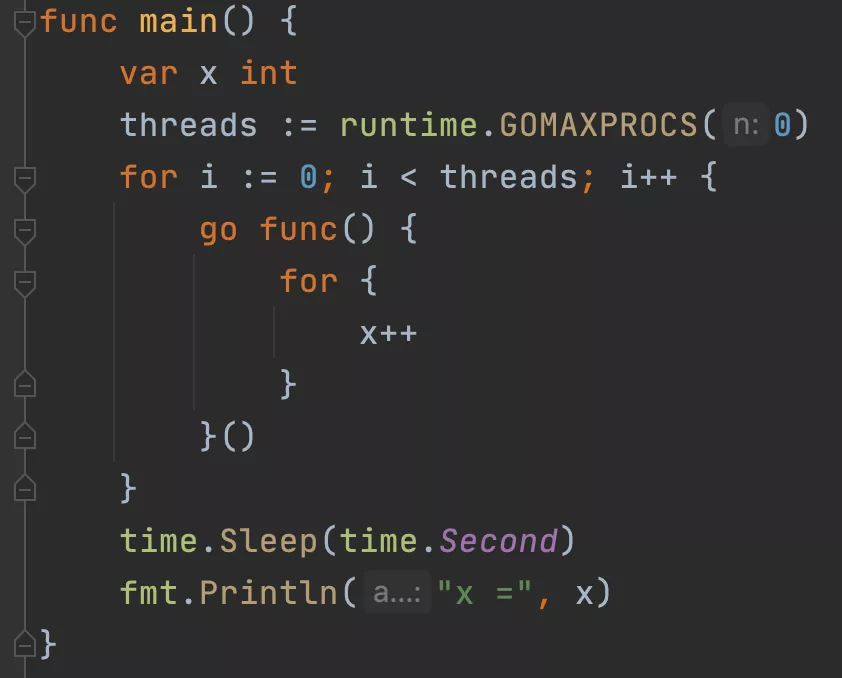 func main() {
    var x int
    threads := runtime.GOMAXPROCS( n: 0)
    for i := 0; i < threads; i++ {
        go func() {
            for {
                x++
            }
        }()
    }
    time.Sleep(time.Second)
    fmt.Println( a...: "x =", x)
}